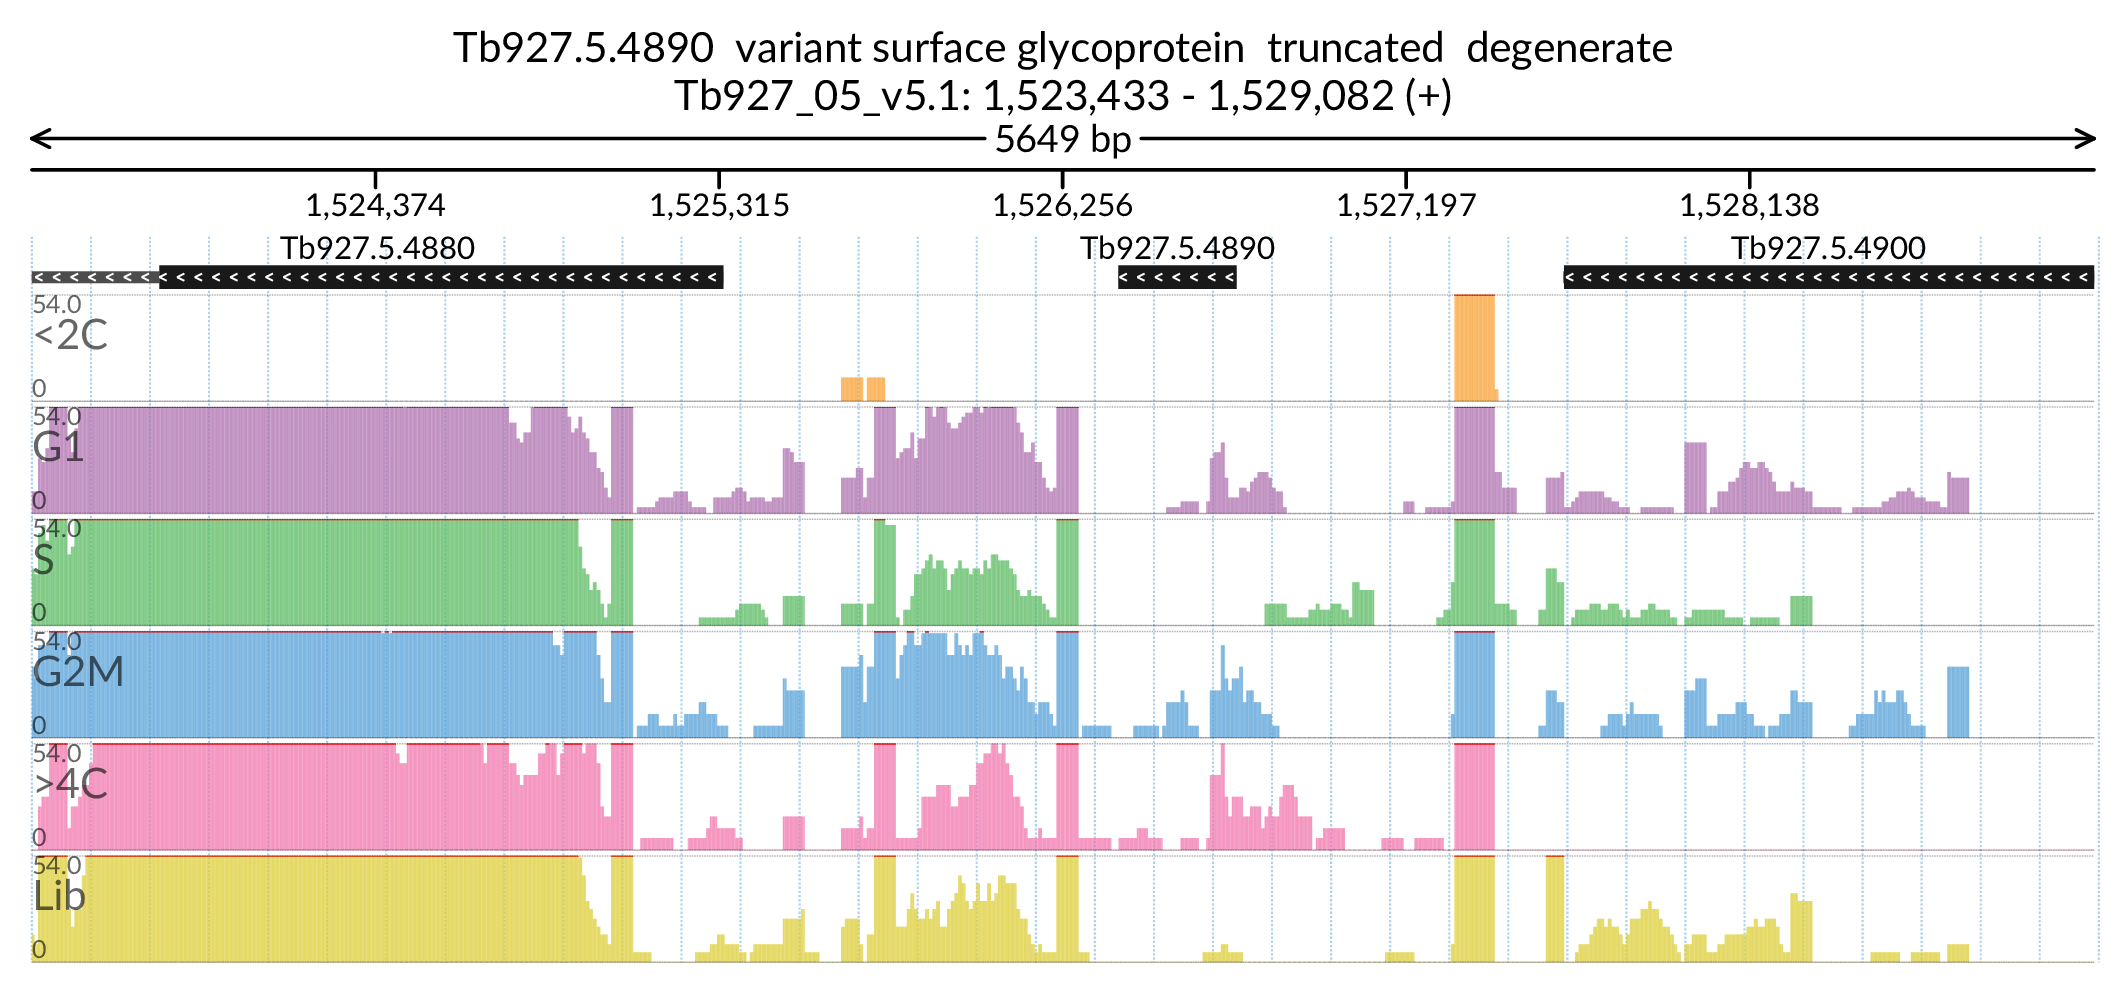 Tb927.5.4890 variant surface glycoprotein truncated degenerate
Tb927_05_v5.1: 1,523,433 - 1,529,082 (+)
5649 bp
1,524,374 1,525,315 1,526,256 1,527,197 1,528,138
Tb927.5.4880 Tb927.5.4890 Tb927.5.4900
54.0
<2C
0
54.0
G1
0
54.0
S
0
54.0
G2M
0
54.0
>4C
0
54.0
Lib
0